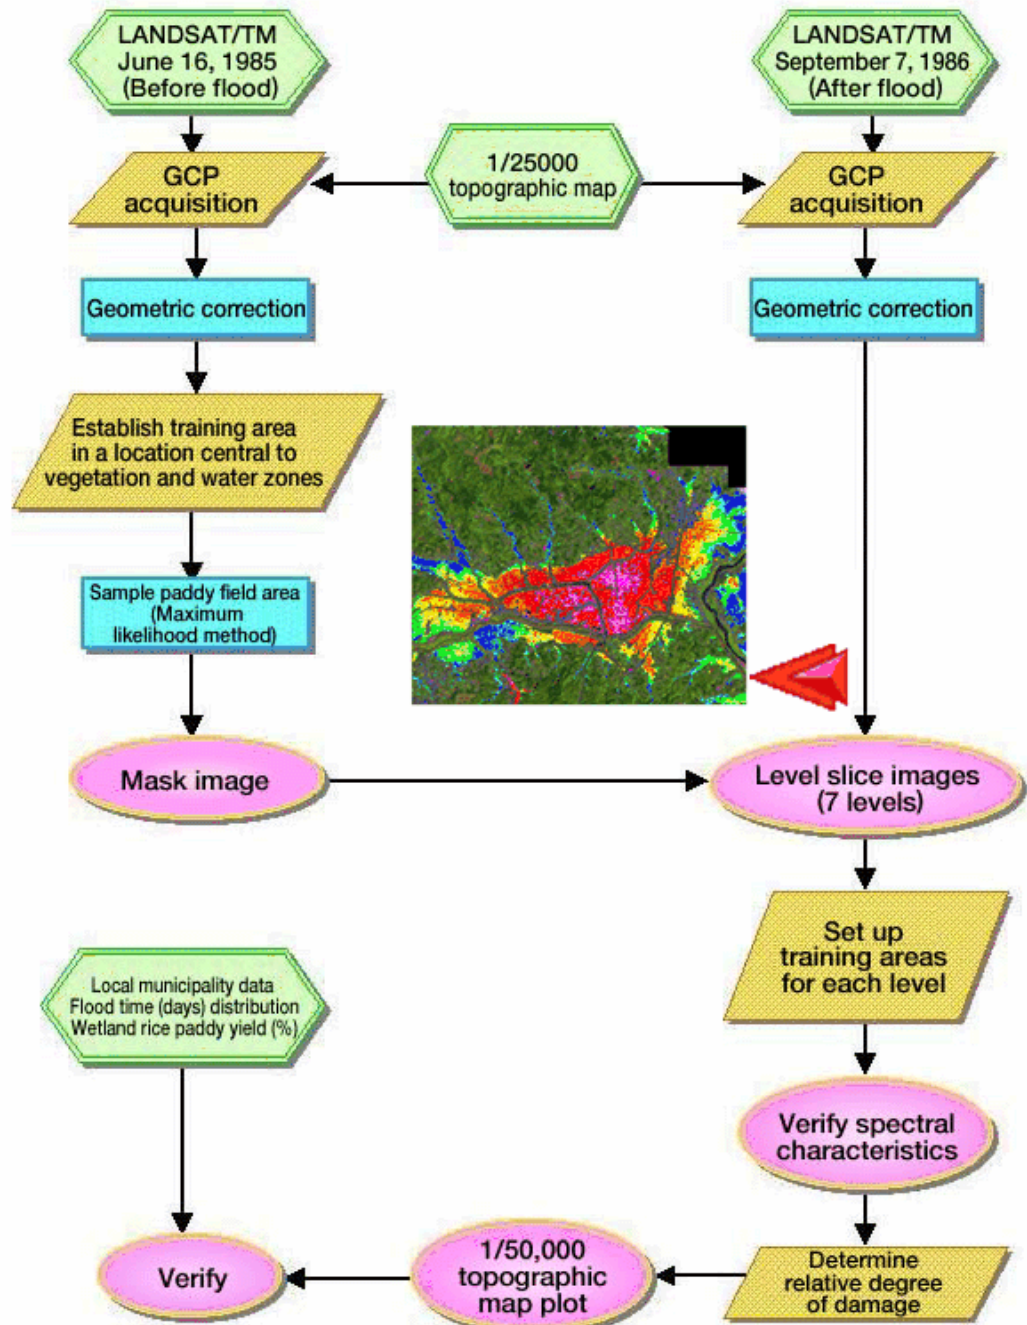 LANDSAT/TM
June 16, 1985
(Before flood)
LANDSAT/TM
September 7, 1986
(After flood)
1/25000
topographic map
GCP
acquisition
GCP
acquisition
Geometric correction
Geometric correction
Establish training area
in a location central to
vegetation and water zones
Sample paddy field area
(Maximum
likelihood method)
Mask image
Level slice images
(7 levels)
Set up
training areas
for each level
Local municipality data
Flood time (days) distribution
Wetland rice paddy yield (%)
Verify spectral
characteristics
Verify
1/50,000
topographic
map plot
Determine
relative degree
of damage